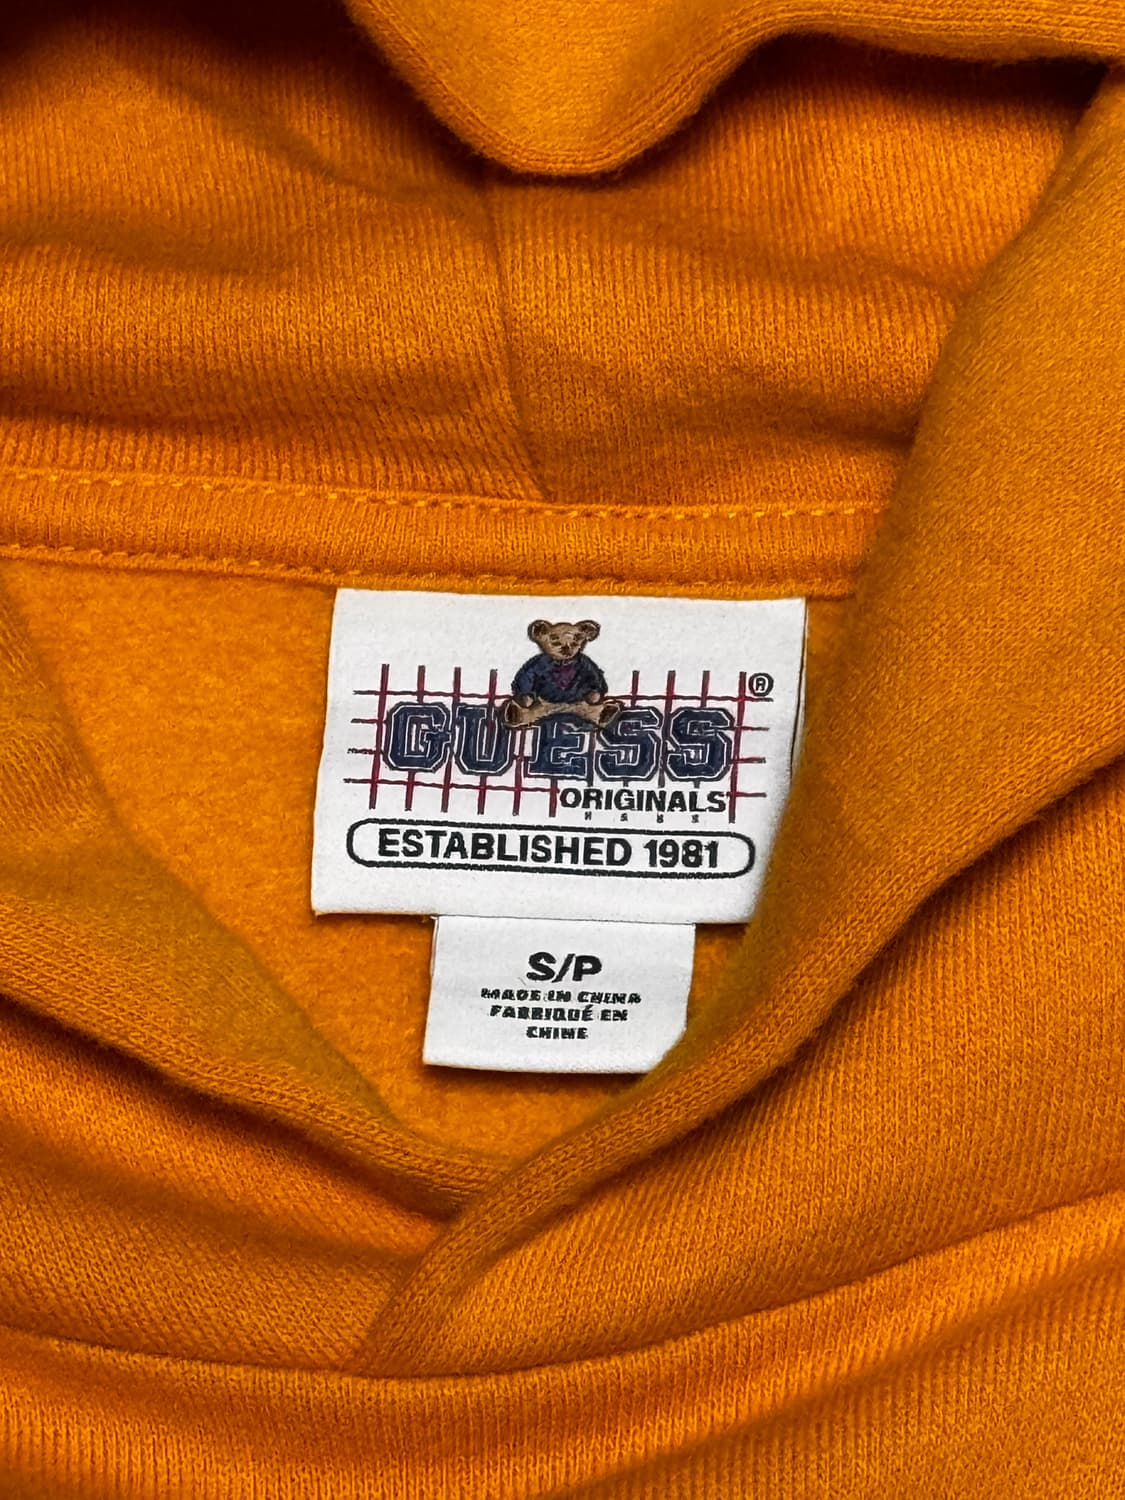 GUESS®
ORIGINALS
ESTABLISHED 1981
S/P
MADE IN CHINA
FABRIQUÉ EN
CHINE